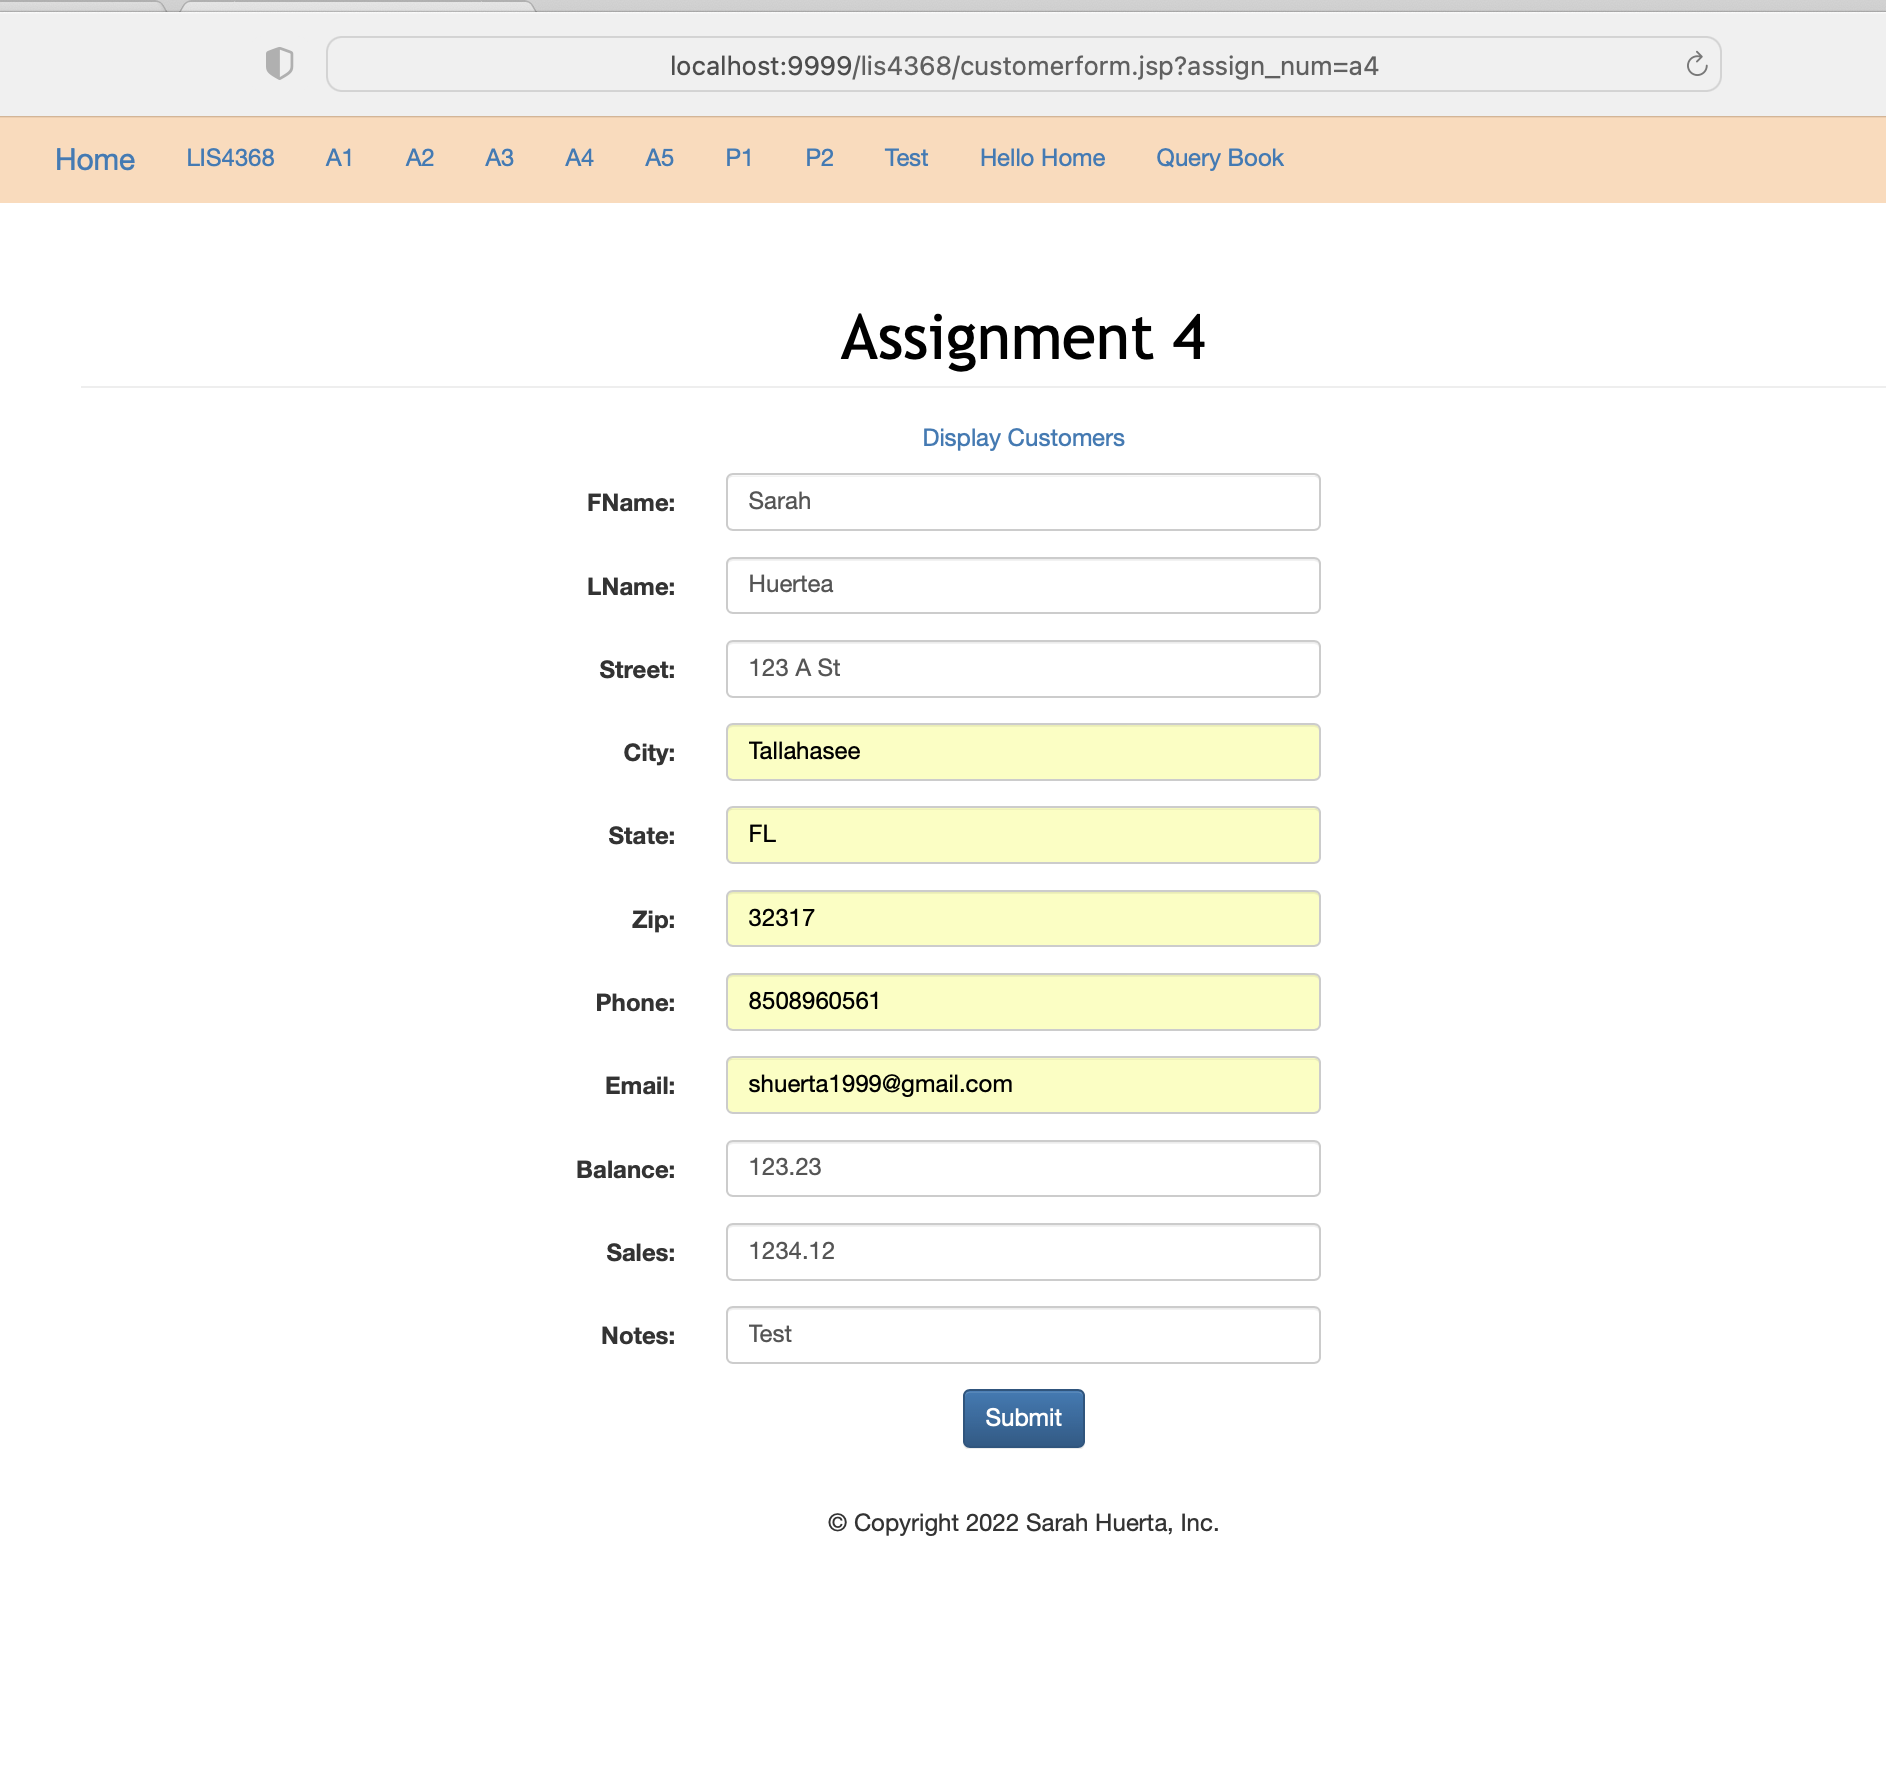 localhost:9999/lis4368/customerform.jsp?assign_num=a4
Home LIS4368 A1 A2 A3 A4 A5 P1 P2 Test Hello Home Query Book
Assignment 4
Display Customers
FName: Sarah
LName: Huertea
Street: 123 A St
City: Tallahasee
State: FL
Zip: 32317
Phone: 8508960561
Email: shuerta1999@gmail.com
Balance: 123.23
Sales: 1234.12
Notes: Test
Submit
© Copyright 2022 Sarah Huerta, Inc.